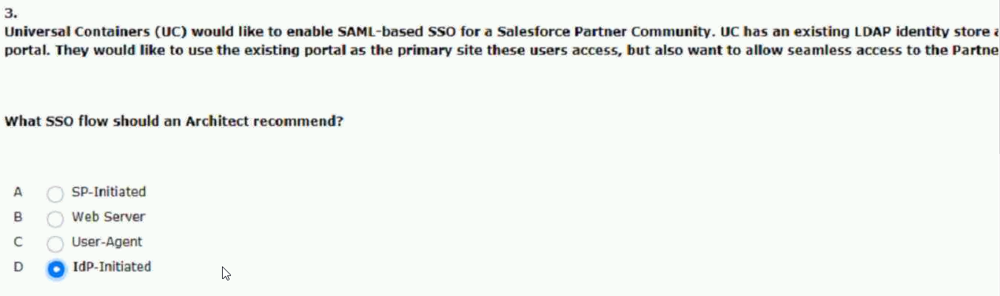 3.
Universal Containers (UC) would like to enable SAML-based SSO for a Salesforce Partner Community. UC has an existing LDAP identity store
portal. They would like to use the existing portal as the primary site these users access, but also want to allow seamless access to the Partne
What SSO flow should an Architect recommend?
A SP-Initiated
B Web Server
C User-Agent
D IdP-Initiated